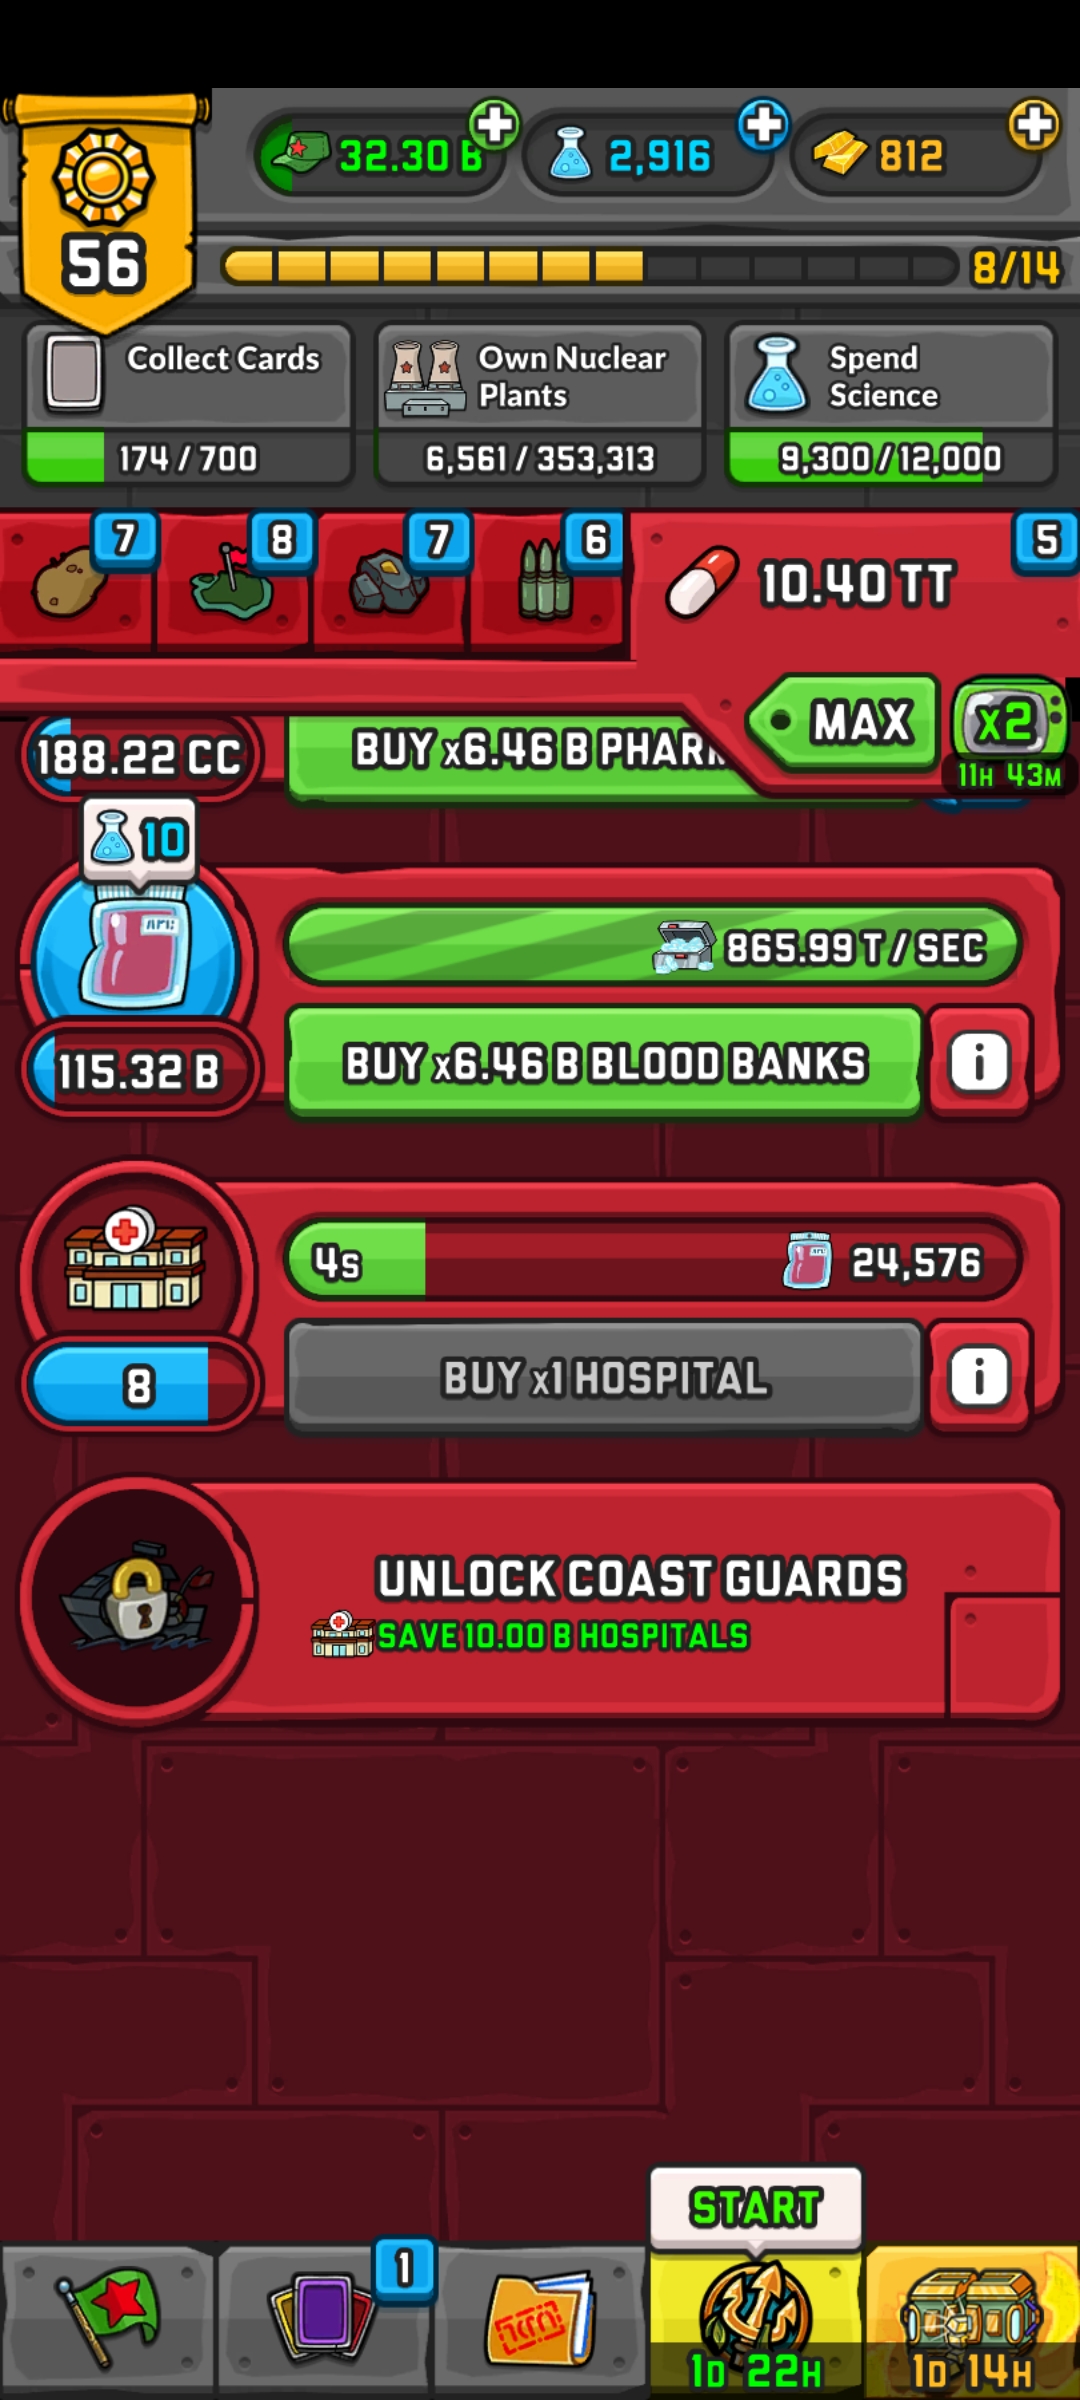 32.30 B
2,916
812
56
8/14
Collect Cards
174 / 700
Own Nuclear
Plants
6,561 / 353,313
Spend
Science
9,300 / 12,000
7
8
7
6
5
10.40 TT
MAX
x2
11H 43M
188.22 CC
BUY x6.46 B PHAR
10
865.99 T / SEC
115.32 B
BUY x6.46 B BLOOD BANKS
i
4s
24,576
8
BUY x1 HOSPITAL
i
UNLOCK COAST GUARDS
SAVE 10.00 B HOSPITALS
START
1
1D 22H
1D 14H